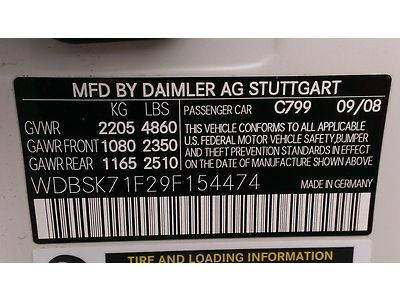 MFD BY DAIMLER AG STUTTGART
KG LBS PASSENGER CAR C799 09/08
GVWR 2205 4860 THIS VEHICLE CONFORMS TO ALL APPLICABLE
GAWR FRONT 1080 2350 U.S. FEDERAL MOTOR VEHICLE SAFETY, BUMPER,
GAWR REAR 1165 2510 AND THEFT PREVENTION STANDARDS IN EFFECT
ON THE DATE OF MANUFACTURE SHOWN ABOVE.
WDBSK71F29F154474 MADE IN GERMANY
TIRE AND LOADING INFORMATION